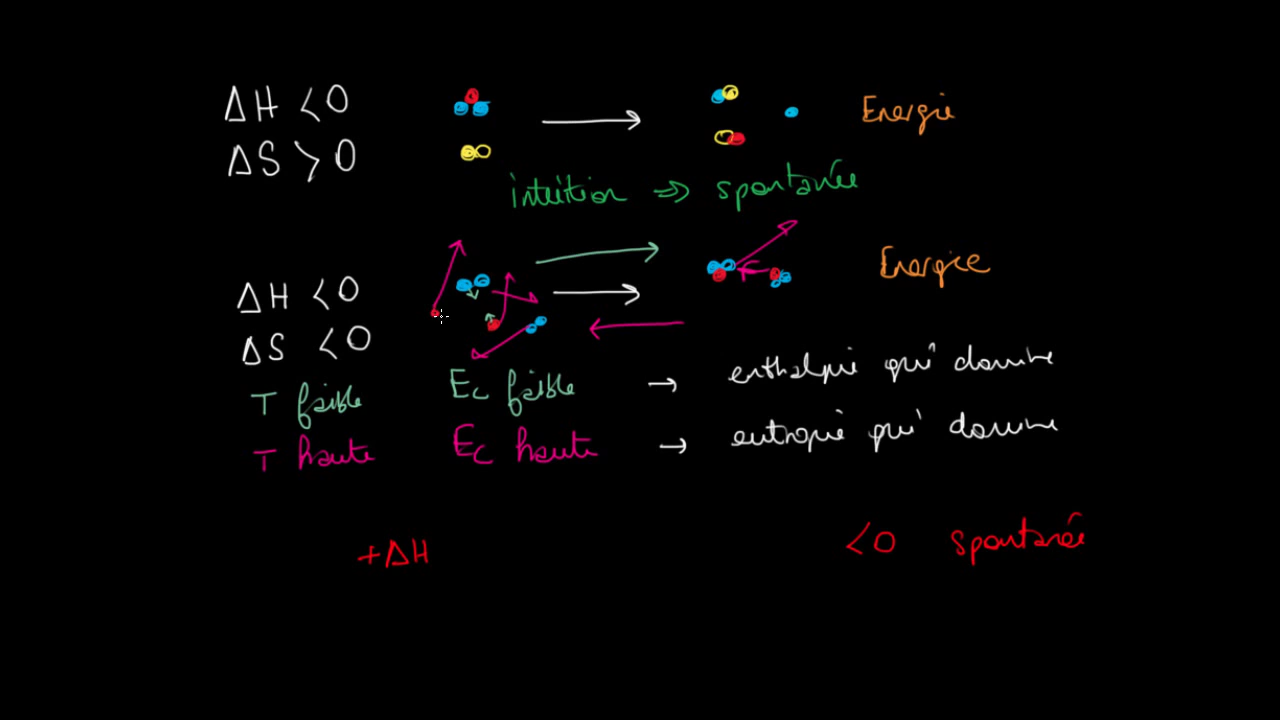 ΔH <0
Energie
ΔS > 0
intuition => spontanée
ΔH <0
Energie
ΔS <0
T faible Ec faible → enthalpie qui domine
T haute Ec haute → entropie qui domine
+ΔH <0 spontanée